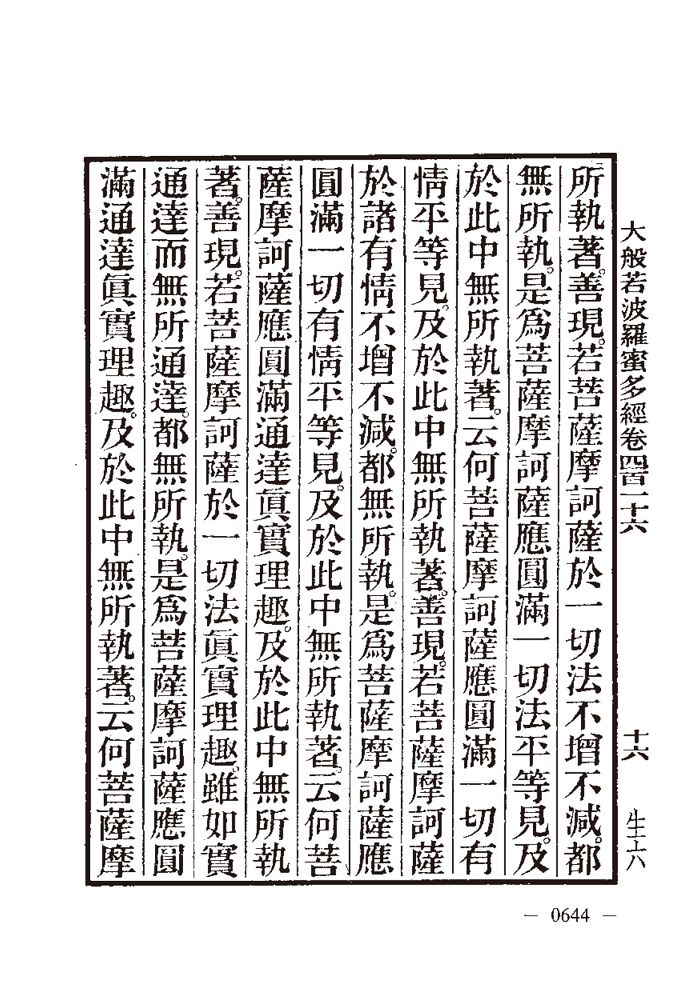 大般若波羅蜜多經卷四百一十六 十六 生十六
所執著。善現。若菩薩摩訶薩於一切法不增不減。都
無所執。是爲菩薩摩訶薩應圓滿一切法平等見。及
於此中無所執著。云何菩薩摩訶薩應圓滿一切有
情平等見。及於此中無所執著。善現。若菩薩摩訶薩
於諸有情不增不減。都無所執。是爲菩薩摩訶薩應
圓滿一切有情平等見。及於此中無所執著。云何菩
薩摩訶薩應圓滿通達眞實理趣。及於此中無所執
著。善現。若菩薩摩訶薩於一切法眞實理趣。雖如實
通達而無所通達。都無所執。是爲菩薩摩訶薩應圓
滿通達眞實理趣。及於此中無所執著。云何菩薩摩
— 0644 —